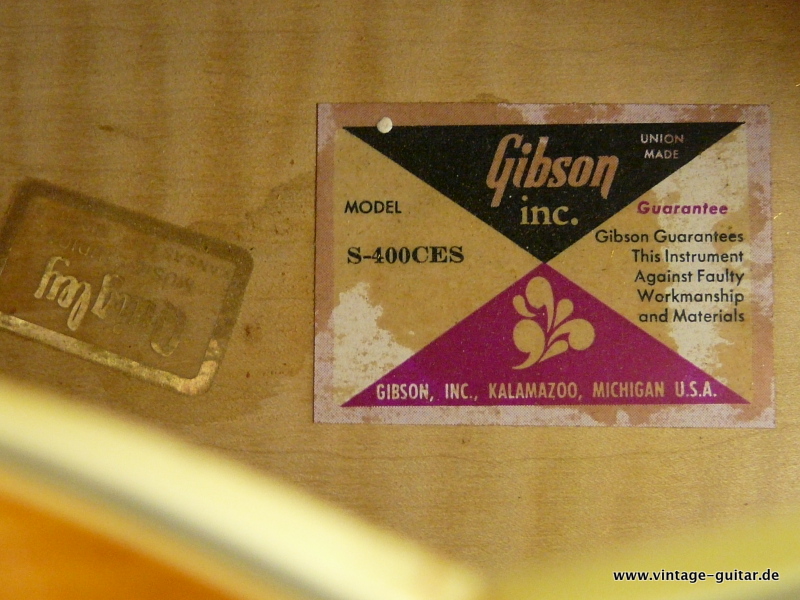 Gibson
inc.
UNION
MADE
MODEL
S-400CES
Guarantee
Gibson Guarantees
This Instrument
Against Faulty
Workmanship
and Materials
GIBSON, INC., KALAMAZOO, MICHIGAN U.S.A.
www.vintage-guitar.de